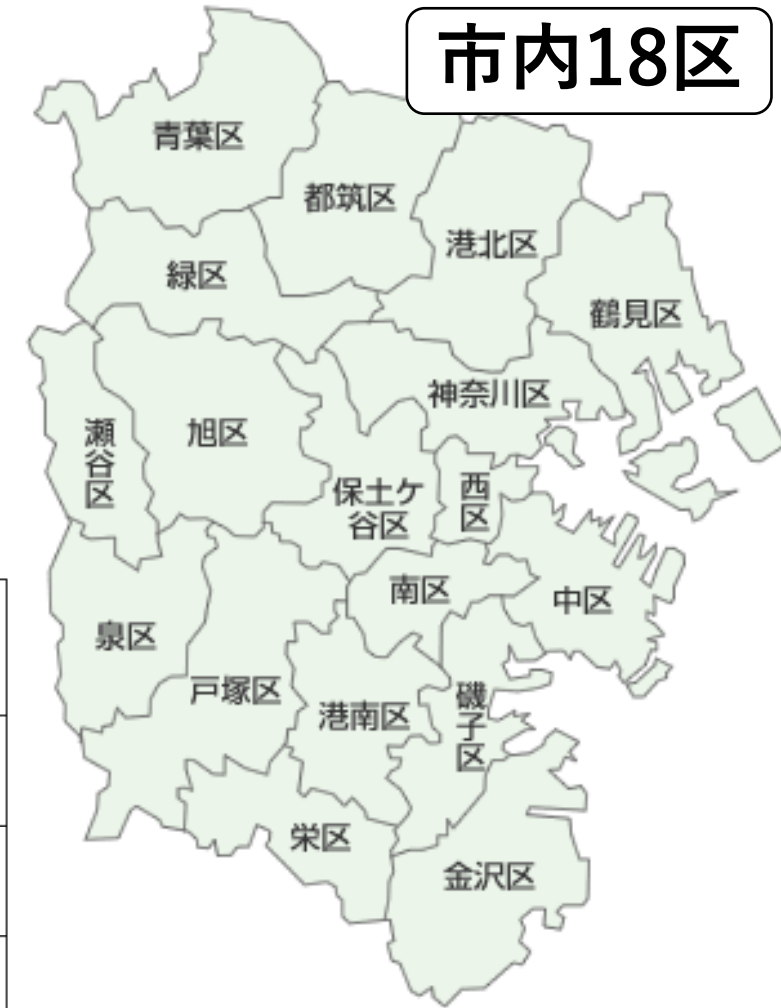 市内18区
青葉区
都筑区
港北区
緑区
鶴見区
神奈川区
瀬谷区
旭区
保土ケ
谷区
西区
南区
中区
泉区
戸塚区
港南区
磯子区
栄区
金沢区